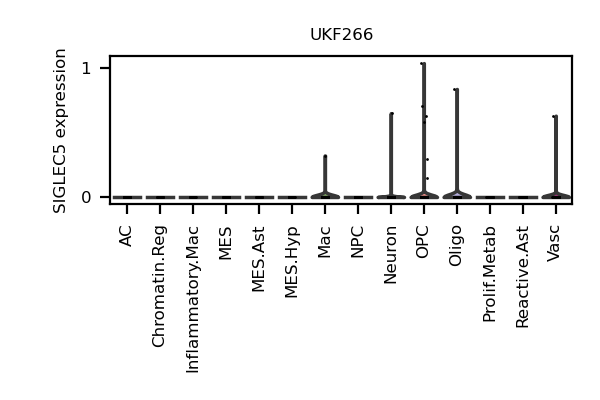 UKF266
SIGLEC5 expression
1
0
AC
Chromatin.Reg
Inflammatory.Mac
MES
MES.Ast
MES.Hyp
Mac
NPC
Neuron
OPC
Oligo
Prolif.Metab
Reactive.Ast
Vasc